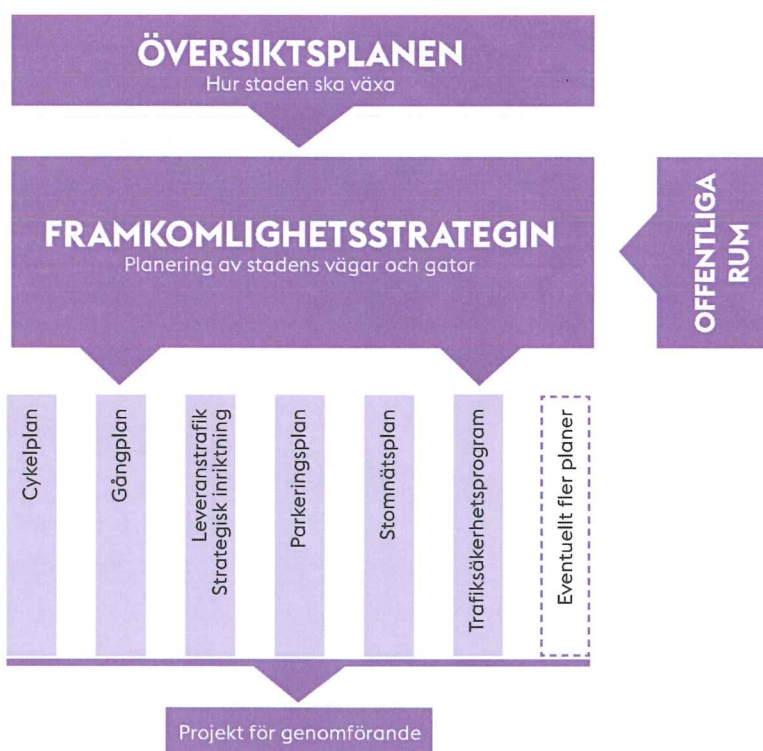 ÖVERSIKTSPLANEN
Hur staden ska växa
FRAMKOMLIGHETSSTRATEGIN
Planering av stadens vägar och gator
OFFENTLIGA
RUM
Cykelplan
Gångplan
Leveranstrafik
Strategisk inriktning
Parkeringsplan
Stomnätsplan
Trafiksäkerhetsprogram
Eventuellt fler planer
Projekt för genomförande